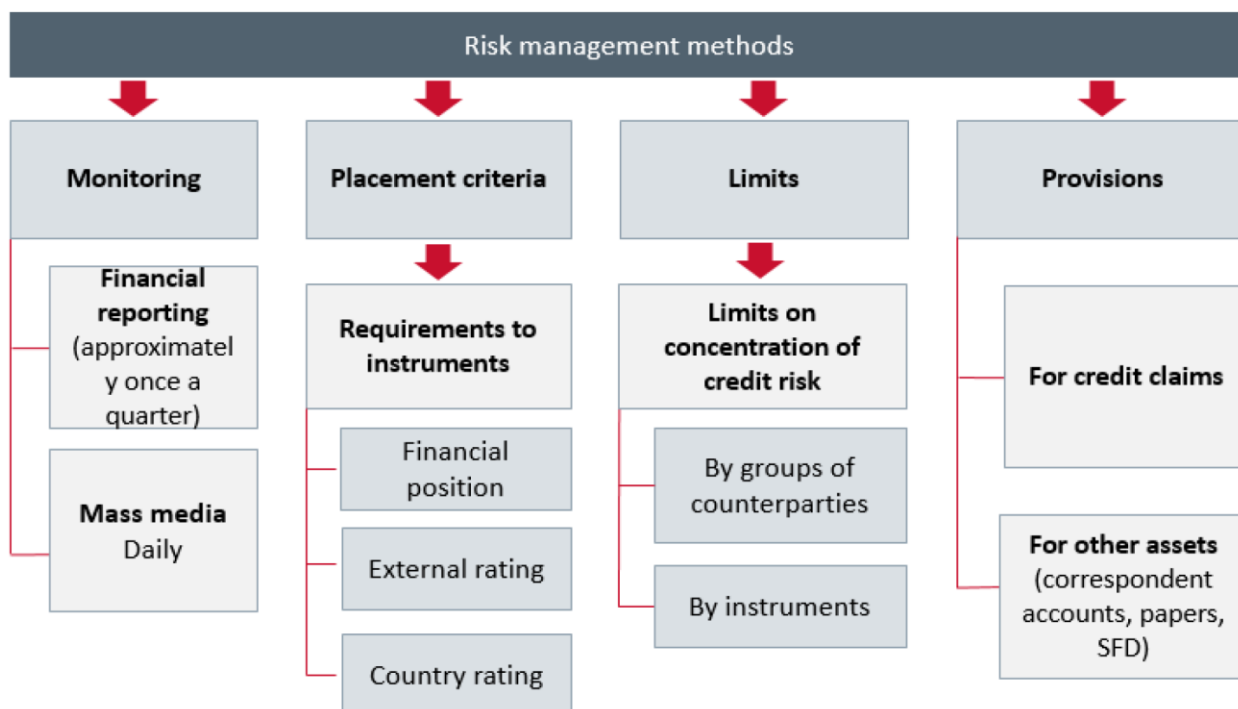 Risk management methods
Monitoring
Placement criteria
Limits
Provisions
Financial
reporting
(approximatel
y once a
quarter)
Mass media
Daily
Requirements to
instruments
Financial
position
External rating
Country rating
Limits on
concentration of
credit risk
By groups of
counterparties
By instruments
For credit claims
For other assets
(correspondent
accounts, papers,
SFD)